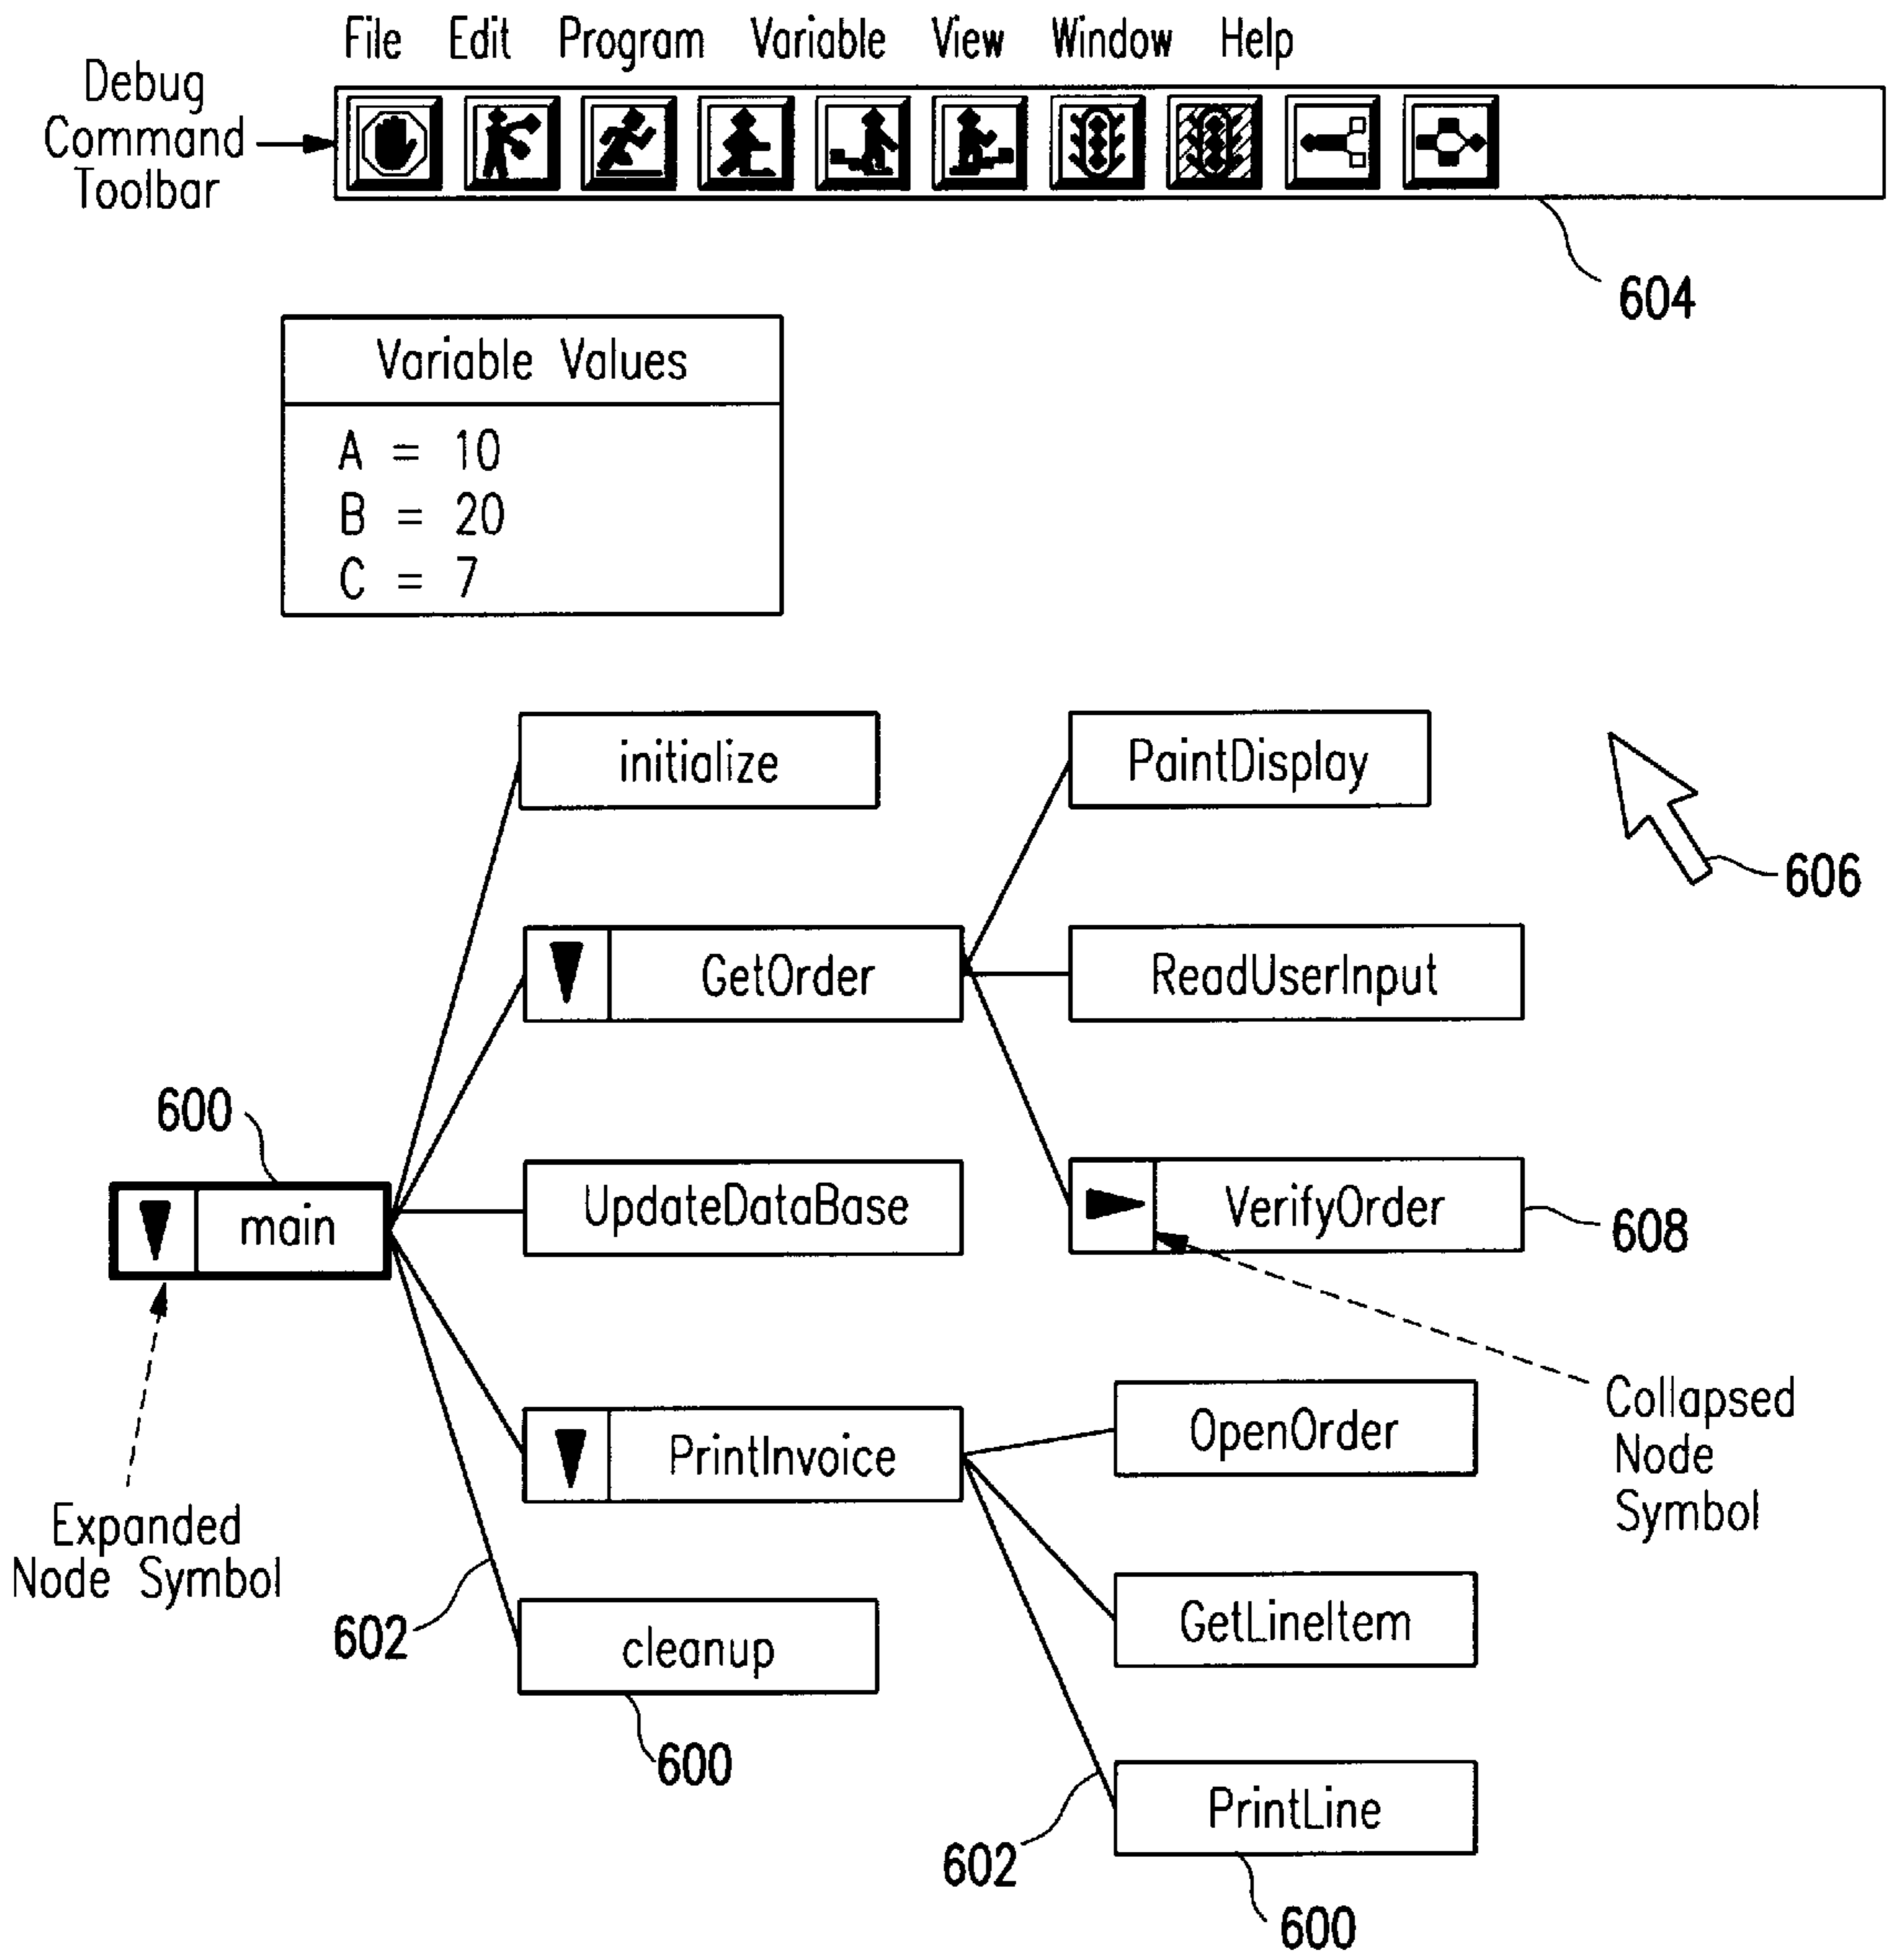 File Edit Program Variable View Window Help
Debug
Command
Toolbar
604
Variable Values
A = 10
B = 20
C = 7
initialize
PaintDisplay
606
GetOrder
ReadUserInput
600
UpdateDataBase
VerifyOrder
608
main
Collapsed
Node
Symbol
PrintInvoice
OpenOrder
Expanded
Node Symbol
602
cleanup
GetLineItem
600
PrintLine
602
600